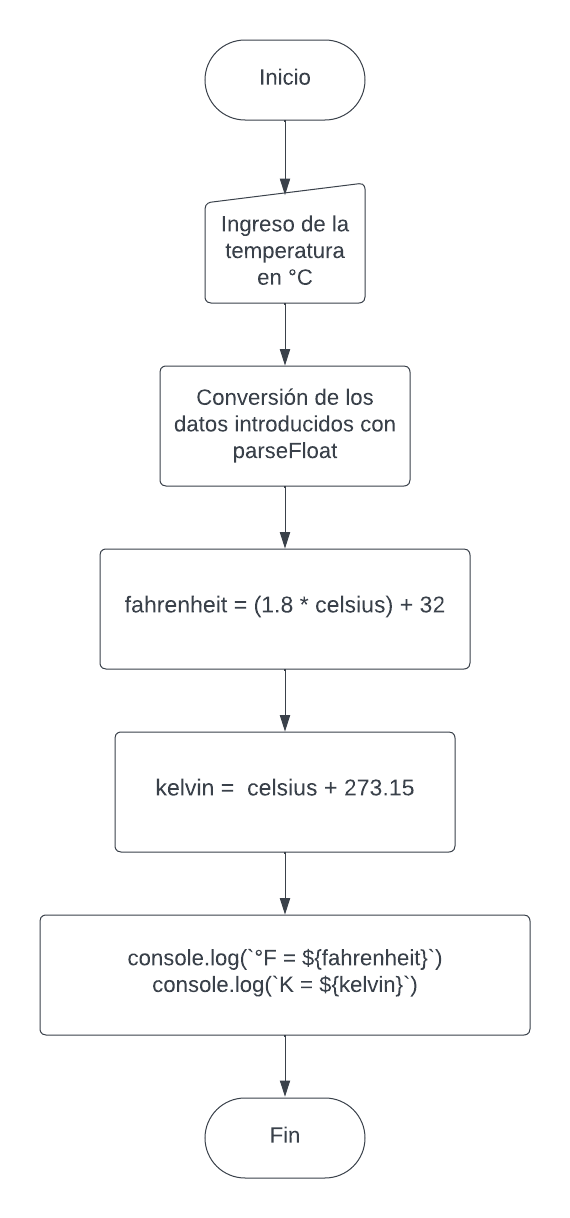 Inicio
Ingreso de la
temperatura
en °C
Conversión de los
datos introducidos con
parseFloat
fahrenheit = (1.8 * celsius) + 32
kelvin =  celsius + 273.15
console.log(`°F = ${fahrenheit}`)
console.log(`K = ${kelvin}`)
Fin